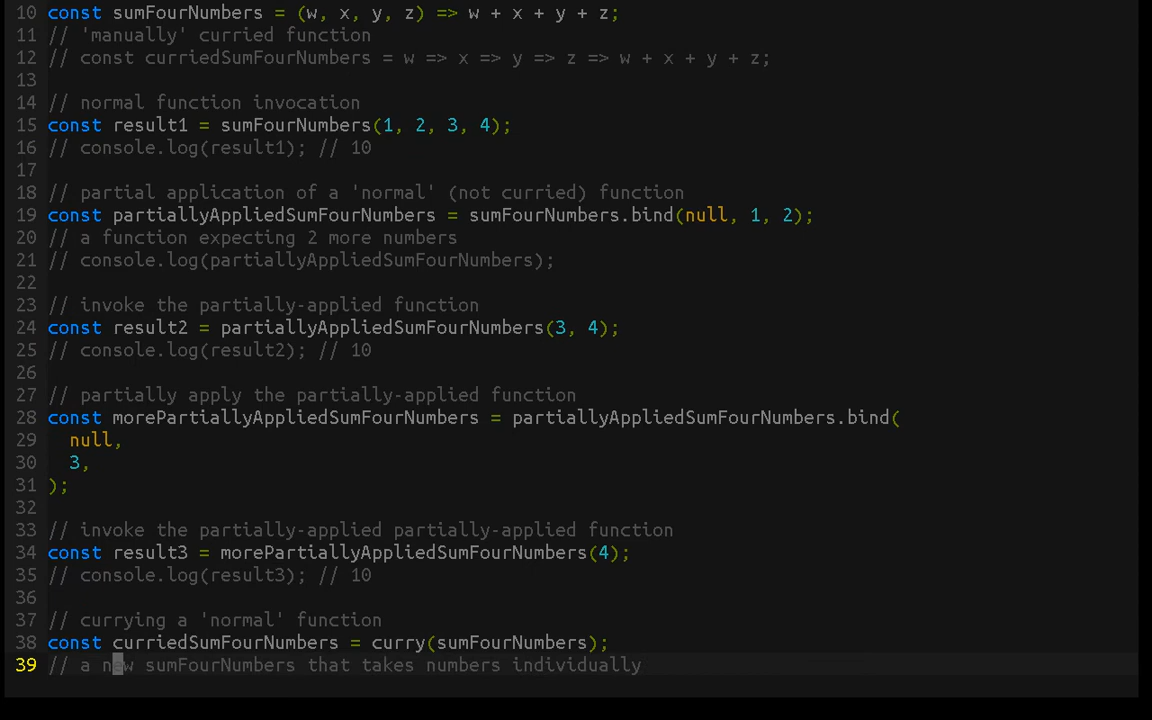 10 const sumFourNumbers = (w, x, y, z) => w + x + y + z;
11 // 'manually' curried function
12 // const curriedSumFourNumbers = w => x => y => z => w + x + y + z;
13
14 // normal function invocation
15 const result1 = sumFourNumbers(1, 2, 3, 4);
16 // console.log(result1); // 10
17
18 // partial application of a 'normal' (not curried) function
19 const partiallyAppliedSumFourNumbers = sumFourNumbers.bind(null, 1, 2);
20 // a function expecting 2 more numbers
21 // console.log(partiallyAppliedSumFourNumbers);
22
23 // invoke the partially-applied function
24 const result2 = partiallyAppliedSumFourNumbers(3, 4);
25 // console.log(result2); // 10
26
27 // partially apply the partially-applied function
28 const morePartiallyAppliedSumFourNumbers = partiallyAppliedSumFourNumbers.bind(
29   null,
30   3,
31 );
32
33 // invoke the partially-applied partially-applied function
34 const result3 = morePartiallyAppliedSumFourNumbers(4);
35 // console.log(result3); // 10
36
37 // currying a 'normal' function
38 const curriedSumFourNumbers = curry(sumFourNumbers);
39 // a new sumFourNumbers that takes numbers individually